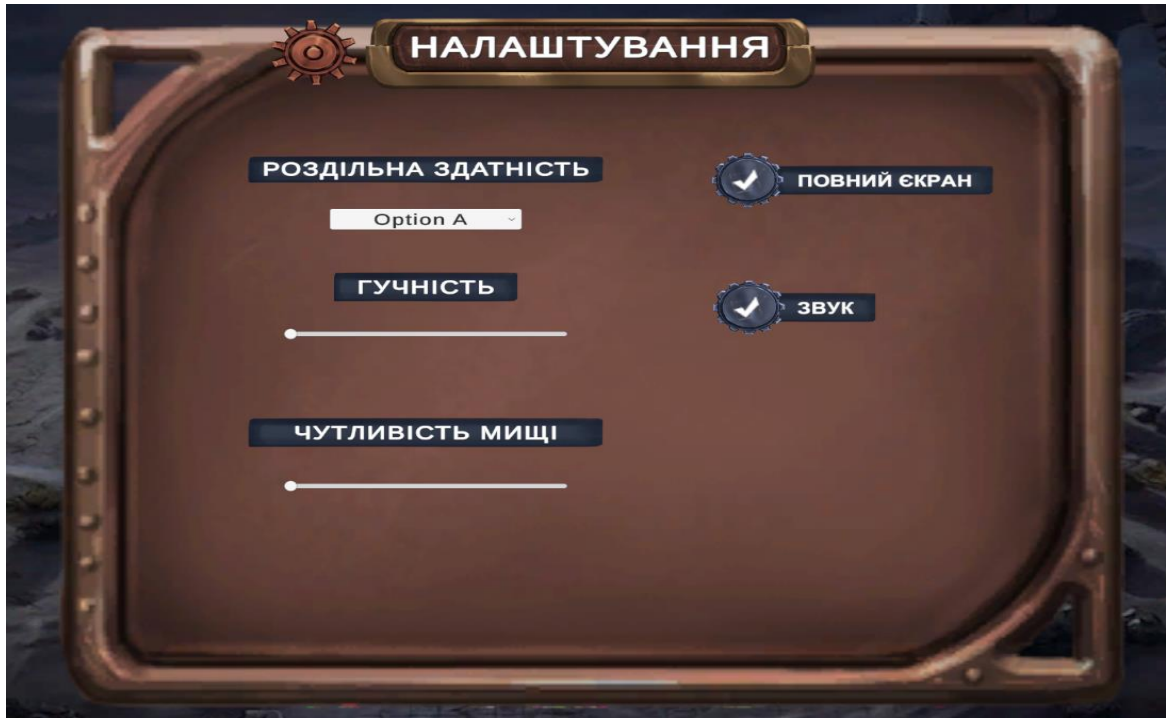 НАЛАШТУВАННЯ
РОЗДІЛЬНА ЗДАТНІСТЬ
Option A
ГУЧНІСТЬ
ЧУТЛИВІСТЬ МИЩІ
ПОВНИЙ ЄКРАН
ЗВУК